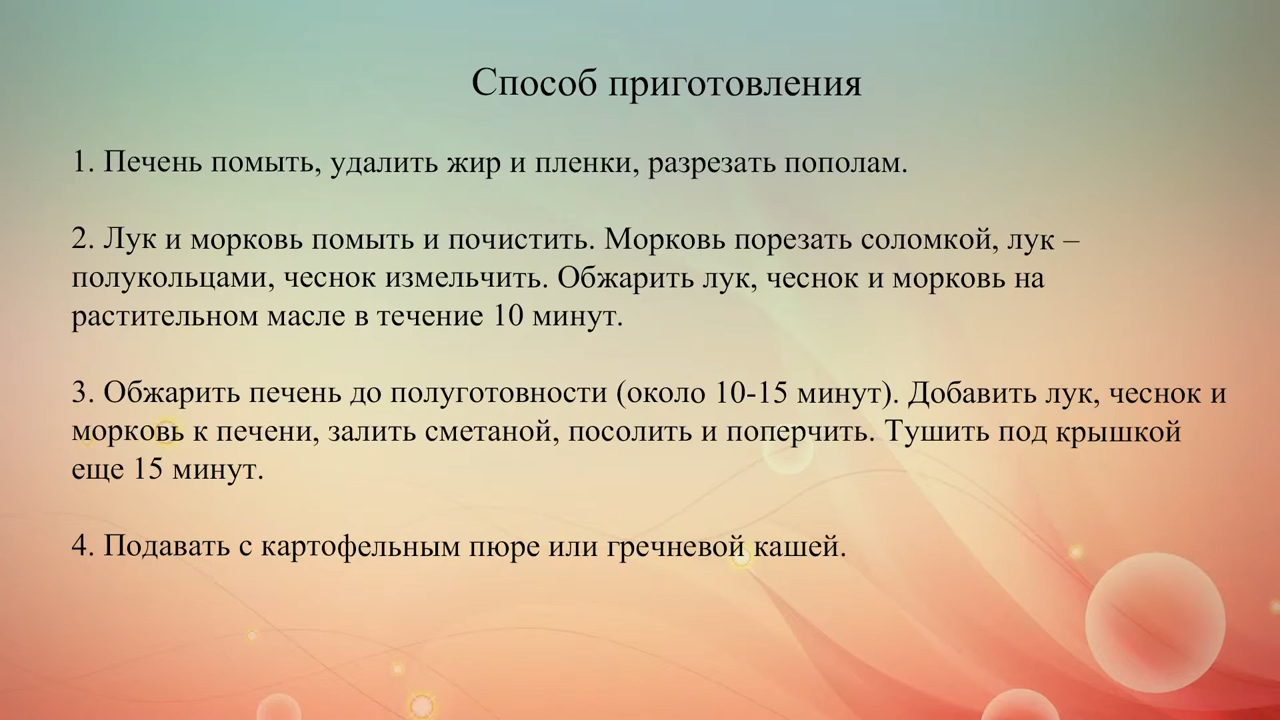 Способ приготовления
1. Печень помыть, удалить жир и пленки, разрезать пополам.
2. Лук и морковь помыть и почистить. Морковь порезать соломкой, лук –
полукольцами, чеснок измельчить. Обжарить лук, чеснок и морковь на
растительном масле в течение 10 минут.
3. Обжарить печень до полуготовности (около 10-15 минут). Добавить лук, чеснок и
морковь к печени, залить сметаной, посолить и поперчить. Тушить под крышкой
еще 15 минут.
4. Подавать с картофельным пюре или гречневой кашей.